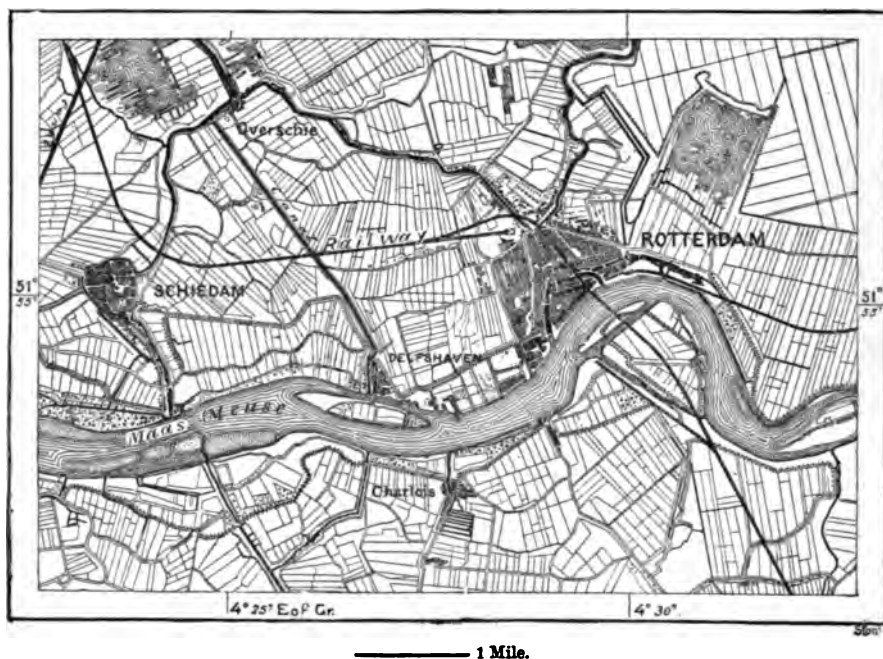 Overschie
Canal
Railway
ROTTERDAM
51°
55'
SCHIEDAM
51°
55'
DELFSHAVEN
Maas Meuse
Charlois
4° 25' E of Gr.
4° 30'.
1 Mile.